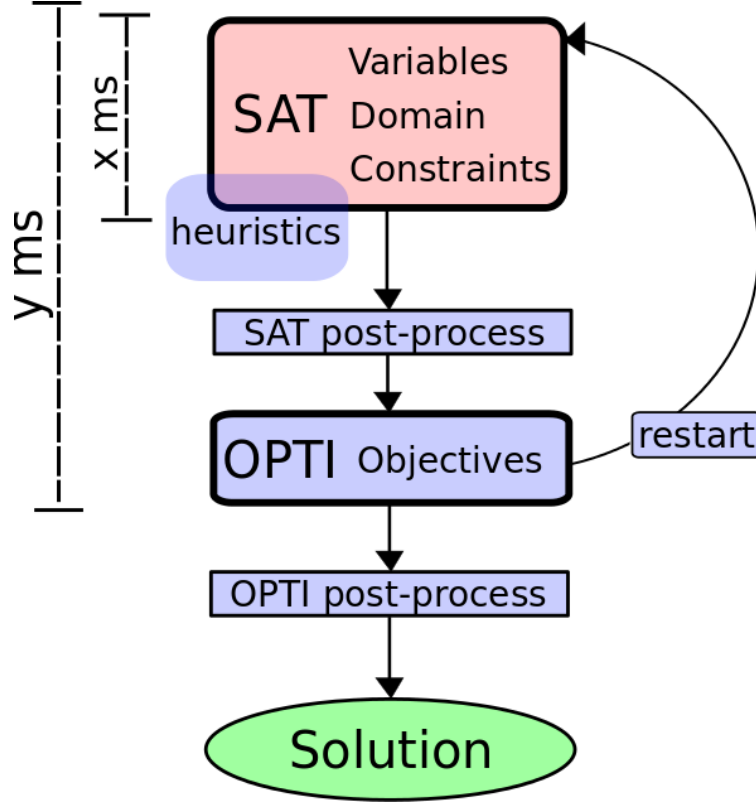 Variables
SAT Domain
Constraints
x ms
heuristics
y ms
SAT post-process
OPTI Objectives
restart
OPTI post-process
Solution